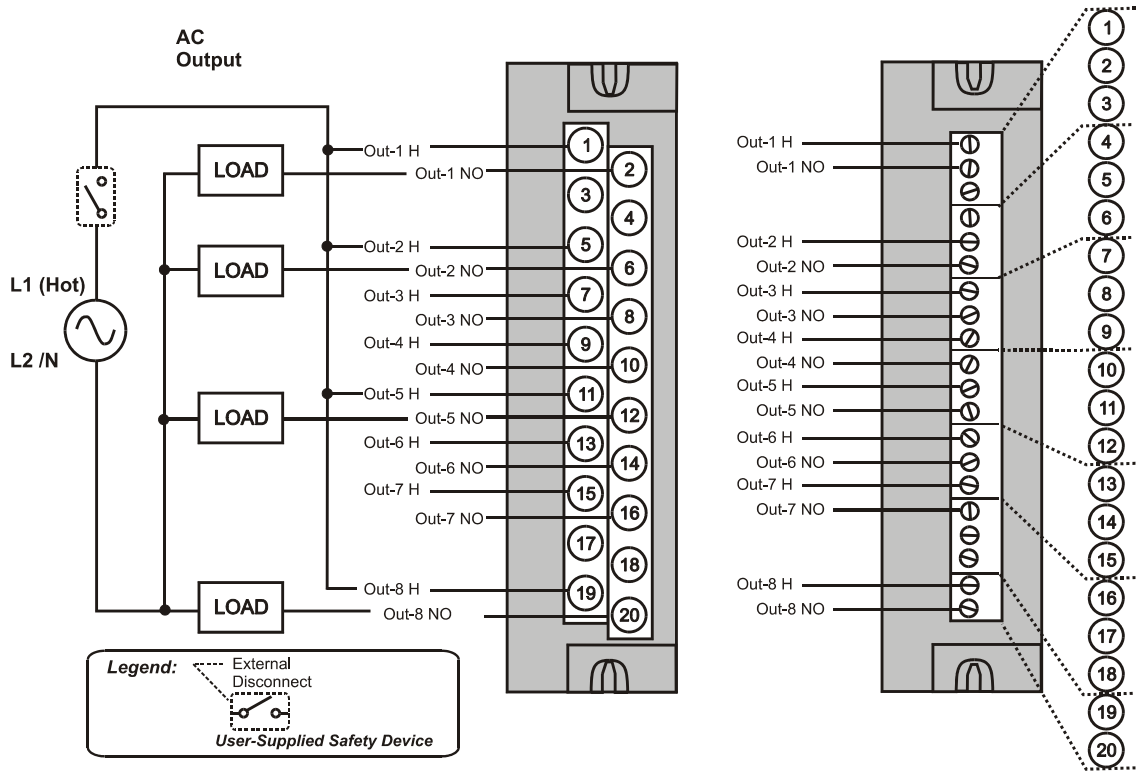 AC
Output
L1 (Hot)
L2 /N
LOAD
LOAD
LOAD
LOAD
Out-1 H
Out-1 NO
Out-2 H
Out-2 NO
Out-3 H
Out-3 NO
Out-4 H
Out-4 NO
Out-5 H
Out-5 NO
Out-6 H
Out-6 NO
Out-7 H
Out-7 NO
Out-8 H
Out-8 NO
1
2
3
4
5
6
7
8
9
10
11
12
13
14
15
16
17
18
19
20
Out-1 H
Out-1 NO
Out-2 H
Out-2 NO
Out-3 H
Out-3 NO
Out-4 H
Out-4 NO
Out-5 H
Out-5 NO
Out-6 H
Out-6 NO
Out-7 H
Out-7 NO
Out-8 H
Out-8 NO
1
2
3
4
5
6
7
8
9
10
11
12
13
14
15
16
17
18
19
20
Legend:
External
Disconnect
User-Supplied Safety Device